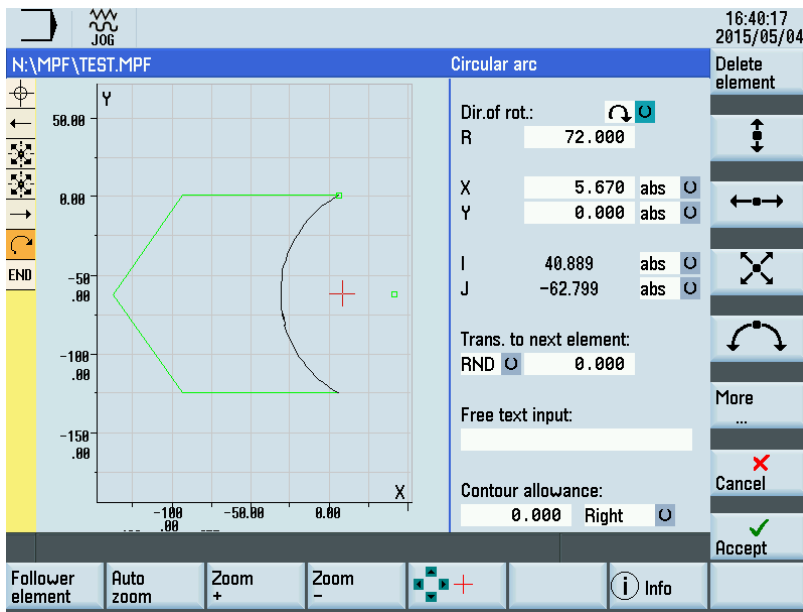 JOG
16:40:17
2015/05/04
N:\MPF\TEST.MPF
Circular arc
Delete
element
Y
50.00
0.00
-50
.00
-100
.00
-150
.00
END
X
-100
.00
-50.00
0.00
Dir.of rot.:
R 72.000
X 5.670 abs
Y 0.000 abs
I 40.889 abs
J -62.799 abs
Trans. to next element:
RND 0.000
Free text input:
Contour allowance:
0.000 Right
More
...
Cancel
Accept
Follower
element
Auto
zoom
Zoom
+
Zoom
-
i Info